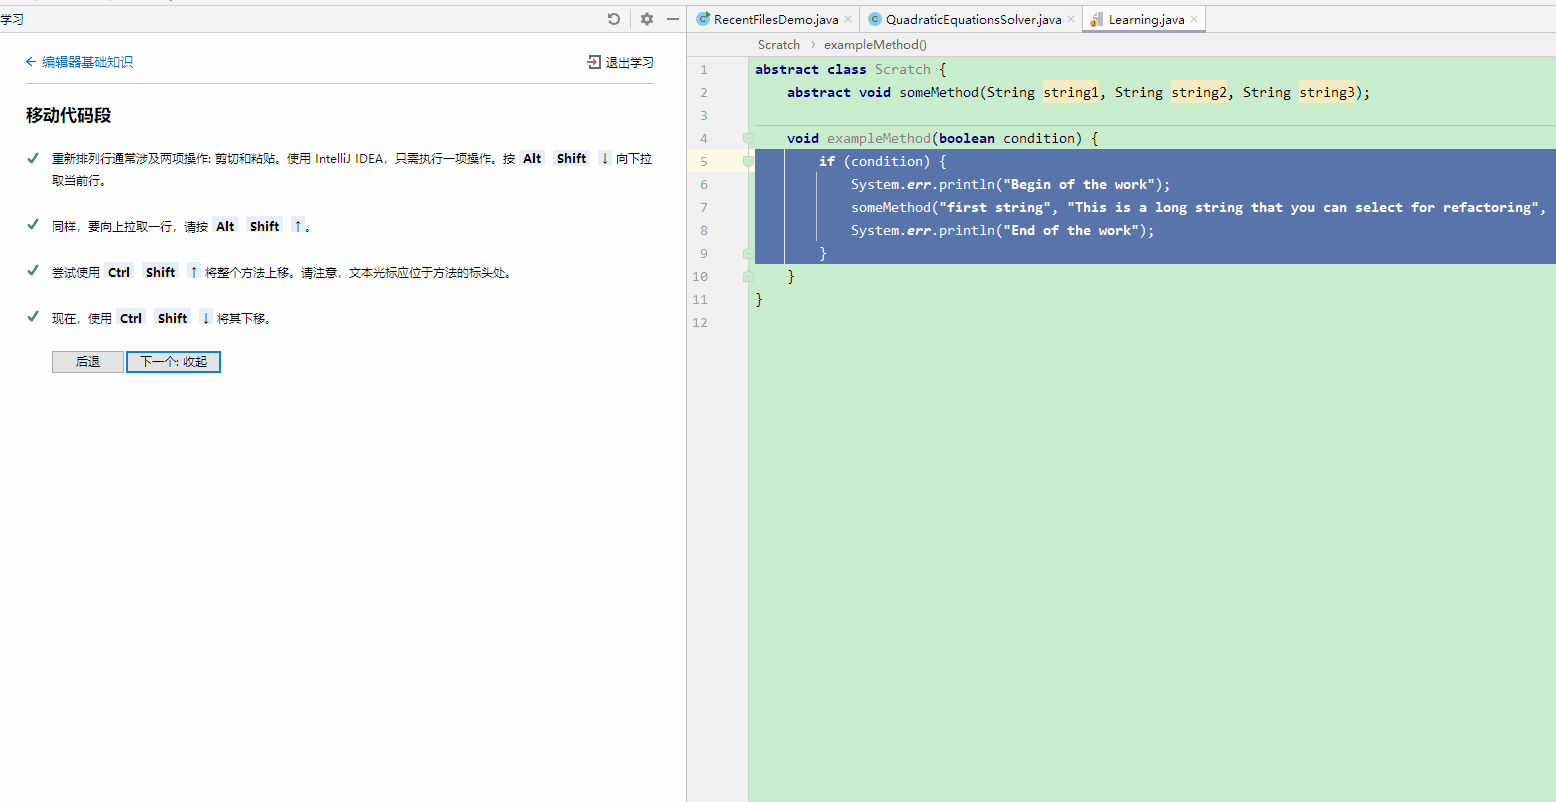 学习
← 编辑器基础知识
退出学习
移动代码段
重新排列行通常涉及两项操作: 剪切和粘贴。使用 IntelliJ IDEA，只需执行一项操作。按 Alt Shift ↓ 向下拉
取当前行。
同样，要向上拉取一行，请按 Alt Shift ↑ 。
尝试使用 Ctrl Shift ↑ 将整个方法上移。请注意，文本光标应位于方法的标头处。
现在，使用 Ctrl Shift ↓ 将其下移。
后退 下一个: 收起
RecentFilesDemo.java × QuadraticEquationsSolver.java × Learning.java ×
Scratch › exampleMethod()
1 abstract class Scratch {
2 abstract void someMethod(String string1, String string2, String string3);
3
4 void exampleMethod(boolean condition) {
5 if (condition) {
6 System.err.println("Begin of the work");
7 someMethod("first string", "This is a long string that you can select for refactoring",
8 System.err.println("End of the work");
9 }
10 }
11 }
12